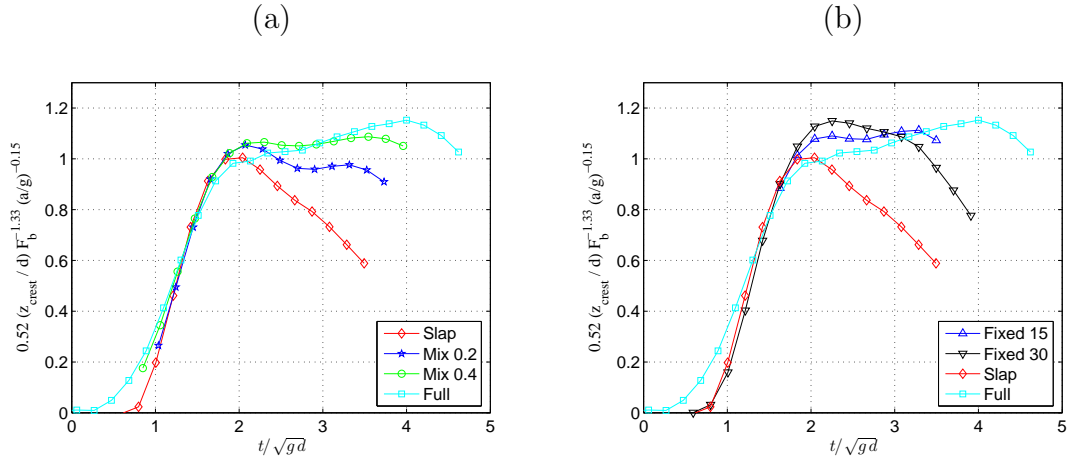 (a)
(b)
0.52 (z_crest / d) F_b^−1.33 (a/g)^−0.15
1.2
1
0.8
0.6
0.4
0.2
0
0 1 2 3 4 5
t/√g d
Slap
Mix 0.2
Mix 0.4
Full
0.52 (z_crest / d) F_b^−1.33 (a/g)^−0.15
1.2
1
0.8
0.6
0.4
0.2
0
0 1 2 3 4 5
t/√g d
Fixed 15
Fixed 30
Slap
Full